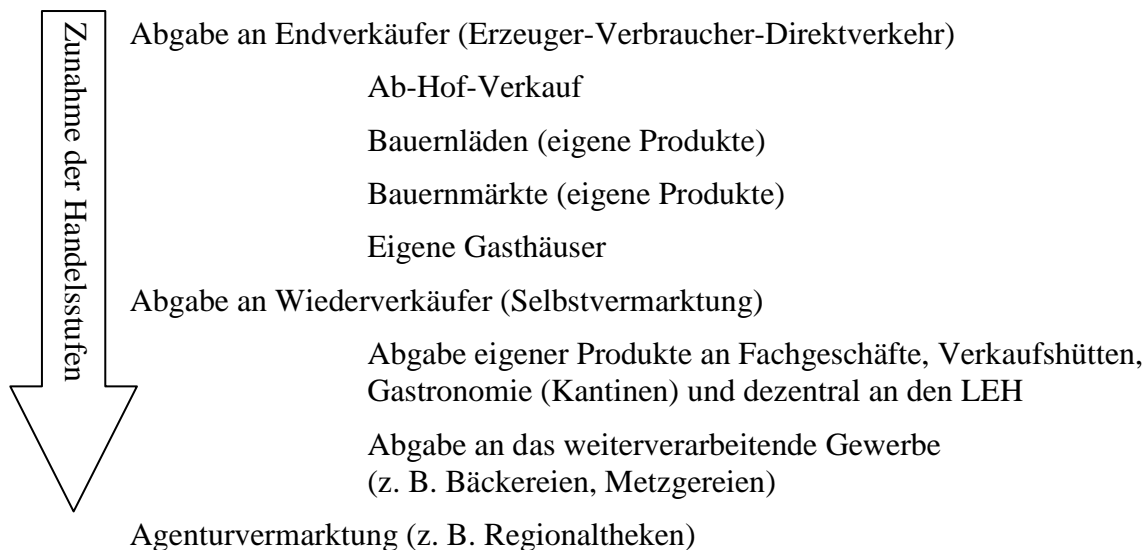 Zunahme der Handelsstufen
Abgabe an Endverkäufer (Erzeuger-Verbraucher-Direktverkehr)
Ab-Hof-Verkauf
Bauernläden (eigene Produkte)
Bauernmärkte (eigene Produkte)
Eigene Gasthäuser
Abgabe an Wiederverkäufer (Selbstvermarktung)
Abgabe eigener Produkte an Fachgeschäfte, Verkaufshütten,
Gastronomie (Kantinen) und dezentral an den LEH
Abgabe an das weiterverarbeitende Gewerbe
(z. B. Bäckereien, Metzgereien)
Agenturvermarktung (z. B. Regionaltheken)